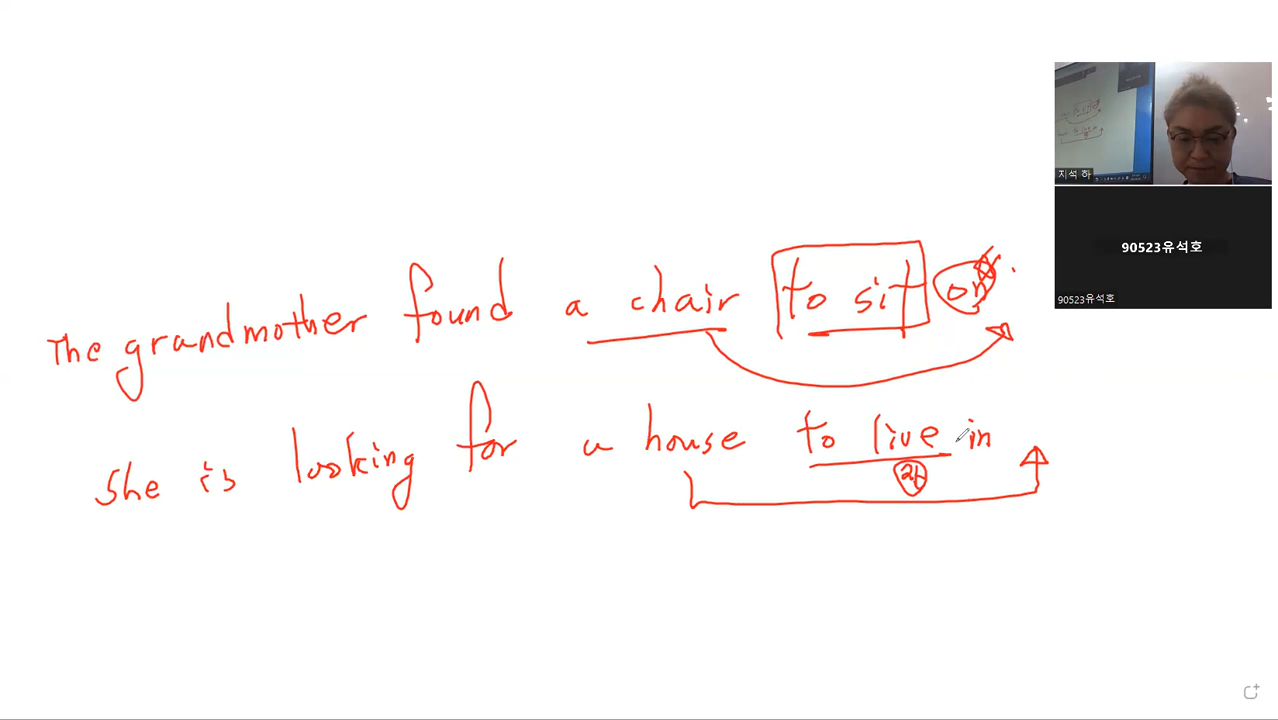 The grandmother found a chair to sit on.
She is looking for a house to live in
자
지석 하
90523유석호
90523유석호